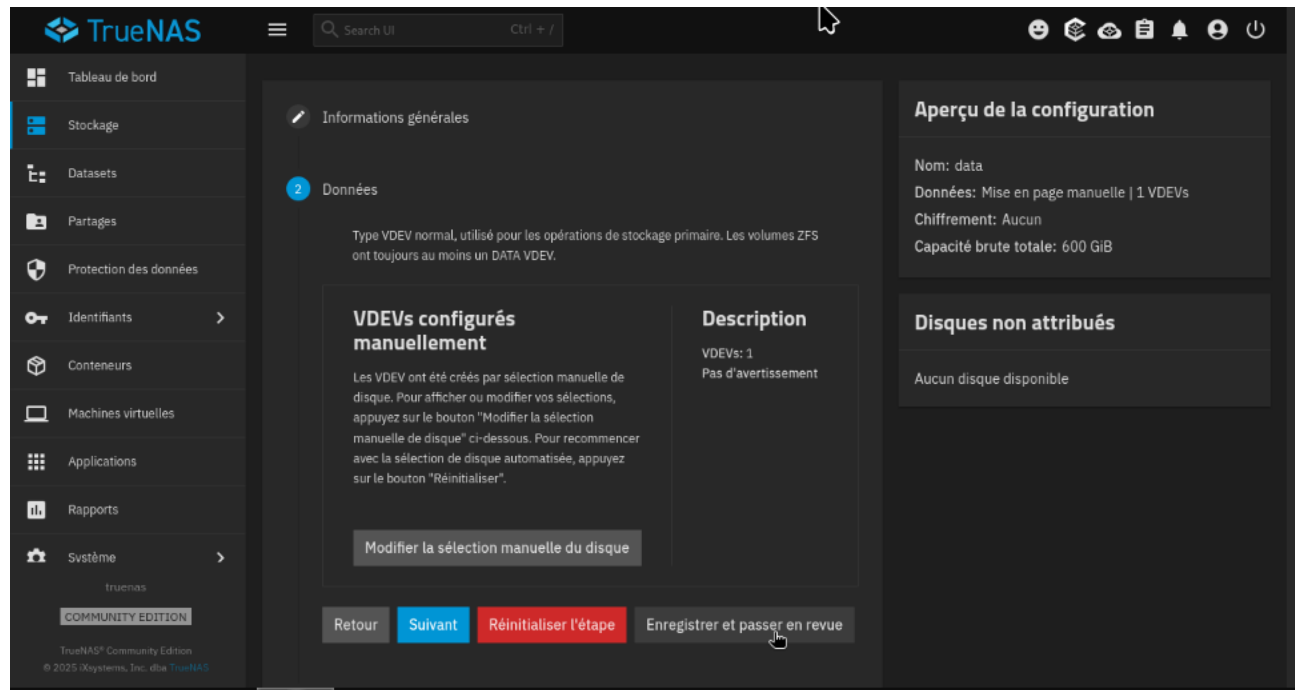 TrueNAS
Search UI
Ctrl + /
Tableau de bord
Stockage
Datasets
Partages
Protection des données
Identifiants
Conteneurs
Machines virtuelles
Applications
Rapports
Système
truenas
COMMUNITY EDITION
TrueNAS® Community Edition
© 2025 iXsystems, Inc. dba TrueNAS
Informations générales
2
Données
Type VDEV normal, utilisé pour les opérations de stockage primaire. Les volumes ZFS
ont toujours au moins un DATA VDEV.
VDEVs configurés
manuellement
Les VDEV ont été créés par sélection manuelle de
disque. Pour afficher ou modifier vos sélections,
appuyez sur le bouton "Modifier la sélection
manuelle de disque" ci-dessous. Pour recommencer
avec la sélection de disque automatisée, appuyez
sur le bouton "Réinitialiser".
Modifier la sélection manuelle du disque
Description
VDEVs: 1
Pas d'avertissement
Retour
Suivant
Réinitialiser l'étape
Enregistrer et passer en revue
Aperçu de la configuration
Nom: data
Données: Mise en page manuelle | 1 VDEVs
Chiffrement: Aucun
Capacité brute totale: 600 GiB
Disques non attribués
Aucun disque disponible